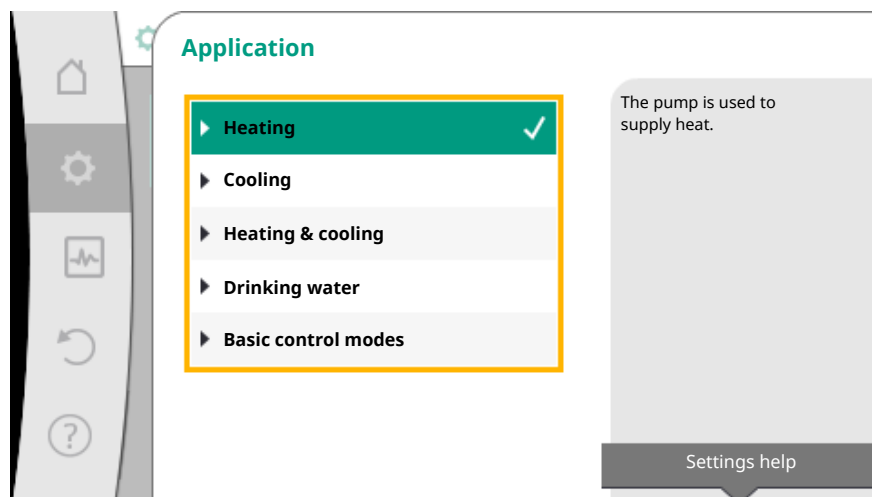 Application
Heating
Cooling
Heating & cooling
Drinking water
Basic control modes
The pump is used to
supply heat.
Settings help
?